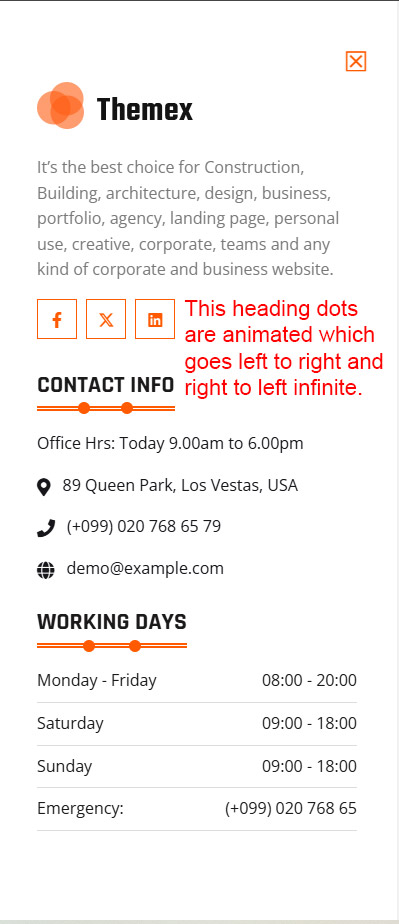 Themex
It's the best choice for Construction,
Building, architecture, design, business,
portfolio, agency, landing page, personal
use, creative, corporate, teams and any
kind of corporate and business website.
This heading dots
are animated which
goes left to right and
right to left infinite.
CONTACT INFO
Office Hrs: Today 9.00am to 6.00pm
89 Queen Park, Los Vestas, USA
(+099) 020 768 65 79
demo@example.com
WORKING DAYS
Monday - Friday 08:00 - 20:00
Saturday 09:00 - 18:00
Sunday 09:00 - 18:00
Emergency: (+099) 020 768 65